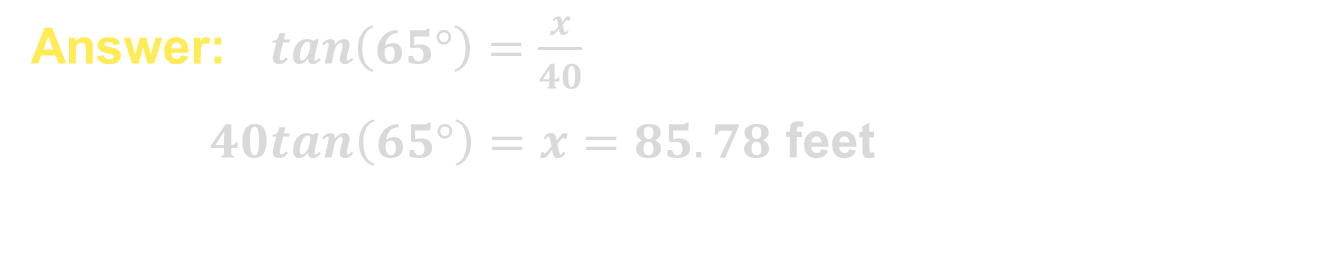 Answer: tan(65°) = x/40
40tan(65°) = x = 85.78 feet